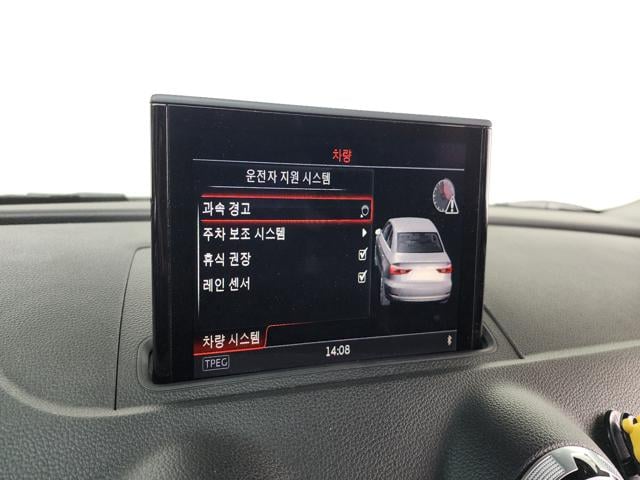 차량
운전자 지원 시스템
과속 경고
주차 보조 시스템
휴식 권장
레인 센서
차량 시스템
14:08
TPEG